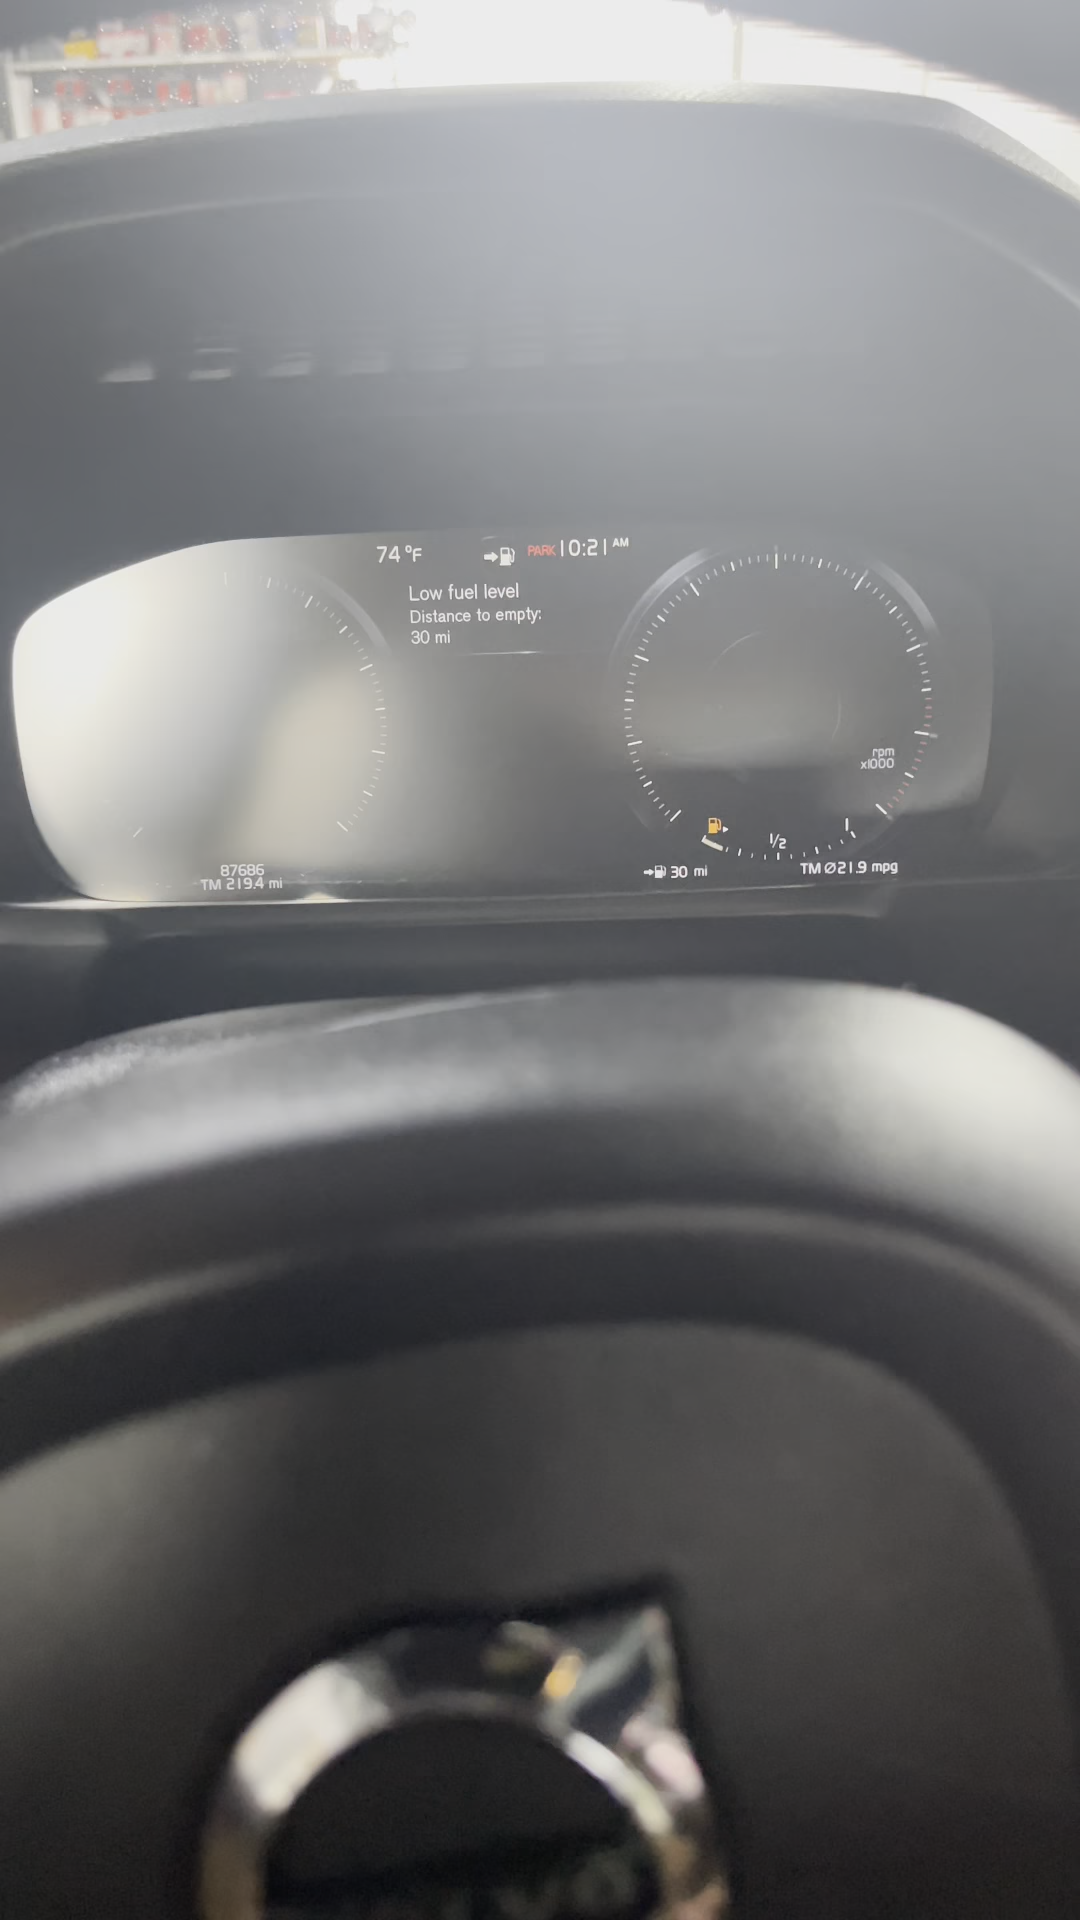 74 °F
PARK 10:21 AM
Low fuel level
Distance to empty:
30 mi
rpm
x1000
1/2
1
87686
TM 219.4 mi
30 mi
TM Ø21.9 mpg